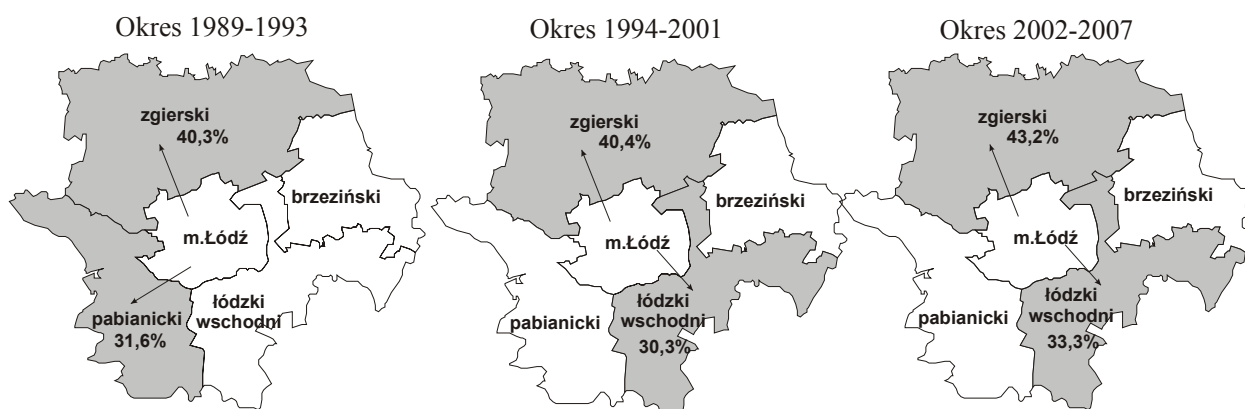 Okres 1989-1993
zgierski
40,3%
brzeziński
m.Łódź
łódzki
wschodni
pabianicki
31,6%
Okres 1994-2001
zgierski
40,4%
brzeziński
m.Łódź
łódzki
wschodni
pabianicki
30,3%
Okres 2002-2007
zgierski
43,2%
brzeziński
m.Łódź
łódzki
wschodni
pabianicki
33,3%